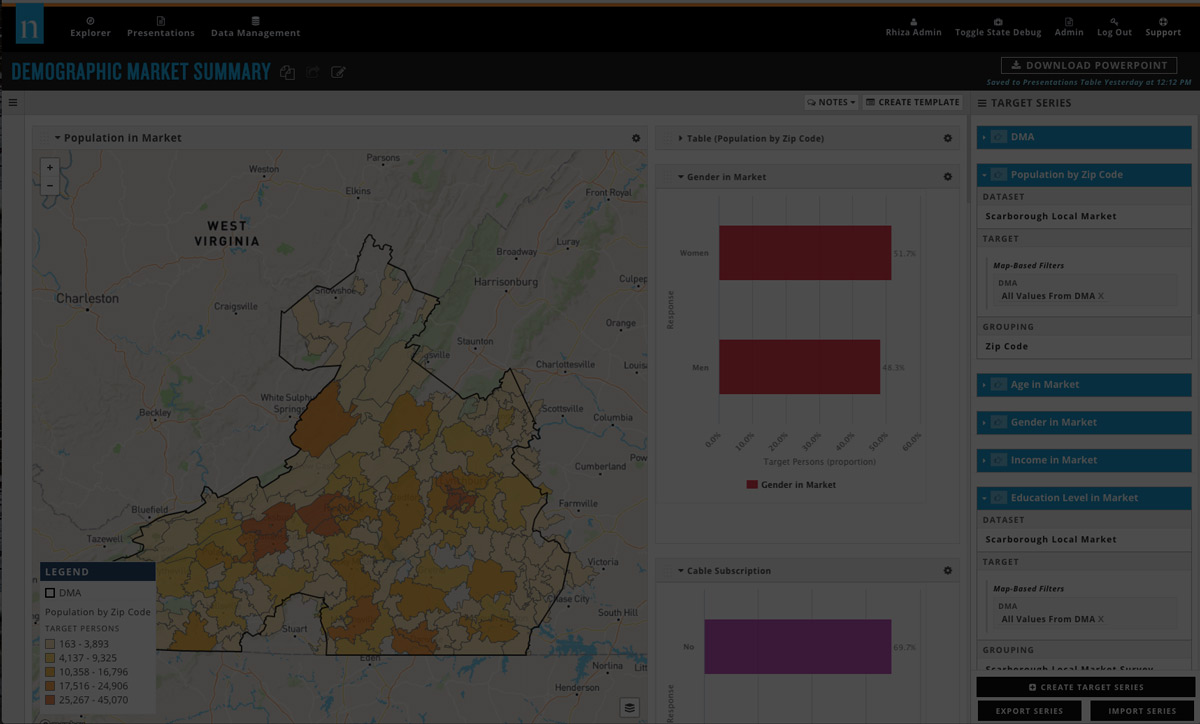 n
Explorer
Presentations
Data Management
Rhiza Admin
Toggle State Debug
Admin
Log Out
Support
DEMOGRAPHIC MARKET SUMMARY
DOWNLOAD POWERPOINT
Saved to Presentations Table Yesterday at 12:12 PM
NOTES
CREATE TEMPLATE
TARGET SERIES
Population in Market
+
−
Parsons
Weston
Elkins
Front Royal
WEST
VIRGINIA
Luray
Broadway
Culpep
Harrisonburg
Charleston
Snowshoe
Craigsville
Orange
Staunton
gsville
Charlottesville
Louis
White Sulph
Springs
Beckley
Scottsville
Columbia
Pow
Cumberland
Bluefield
Farmville
Tazewell
Victoria
Chase City
South Hill
Stuart
Eden
Norlina
Litt
Henderson
LEGEND
DMA
Population by Zip Code
TARGET PERSONS
163 - 3,893
4,137 - 9,325
10,358 - 16,796
17,516 - 24,906
25,267 - 45,070
Table (Population by Zip Code)
Gender in Market
Response
Women
51.7%
Men
48.3%
0.0%
10.0%
20.0%
30.0%
40.0%
50.0%
60.0%
Target Persons (proportion)
Gender in Market
Cable Subscription
No
69.7%
Response
DMA
Population by Zip Code
DATASET
Scarborough Local Market
TARGET
Map-Based Filters
DMA
All Values From DMA X
GROUPING
Zip Code
Age in Market
Gender in Market
Income in Market
Education Level in Market
DATASET
Scarborough Local Market
TARGET
Map-Based Filters
DMA
All Values From DMA X
GROUPING
Scarborough Local Market Survey
CREATE TARGET SERIES
EXPORT SERIES
IMPORT SERIES